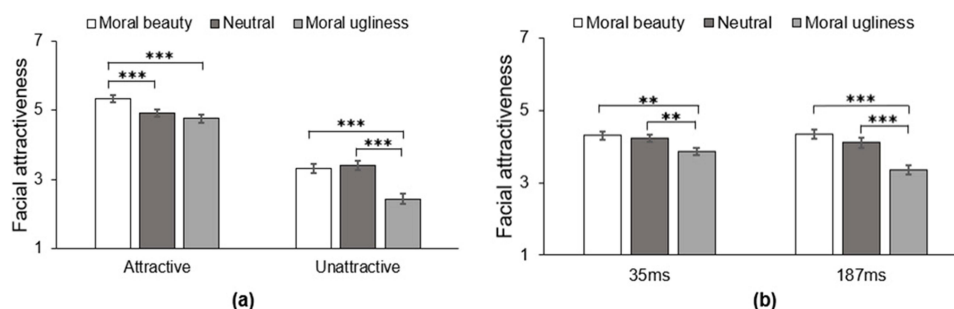 Moral beauty Neutral Moral ugliness
Facial attractiveness
7
5
3
1
***
***
***
***
Attractive Unattractive
(a)
Moral beauty Neutral Moral ugliness
Facial attractiveness
7
5
3
1
**
**
***
***
35ms 187ms
(b)